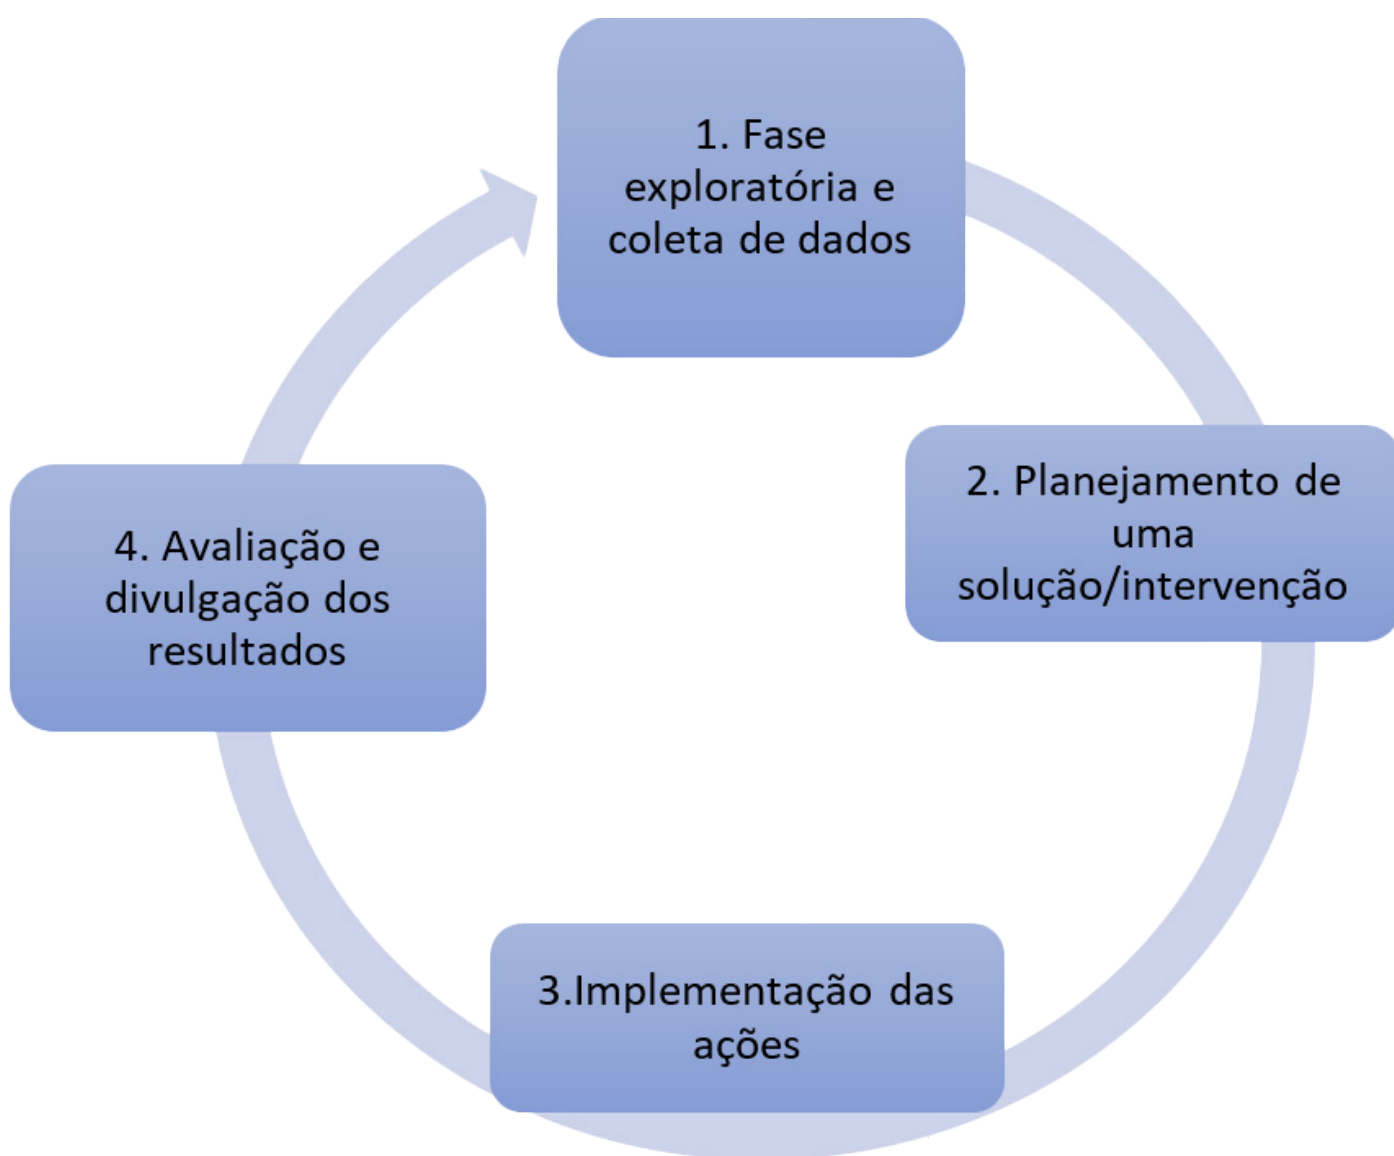 1. Fase
exploratória e
coleta de dados
2. Planejamento de
uma
solução/intervenção
3.Implementação das
ações
4. Avaliação e
divulgação dos
resultados